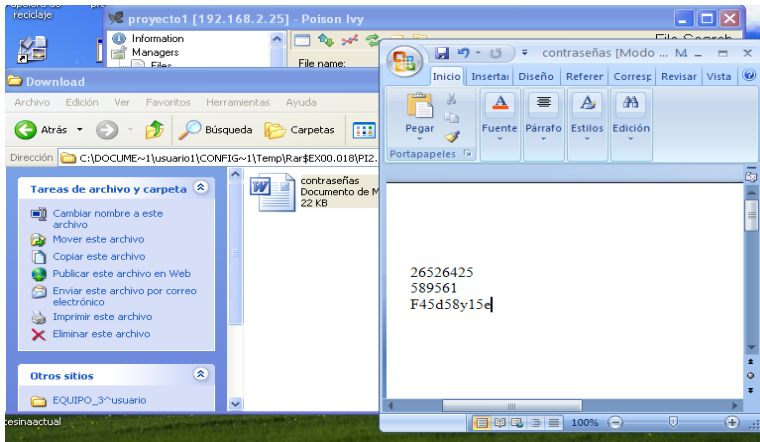 reciclaje
proyecto1 [192.168.2.25] - Poison Ivy
Information
Managers
Files
File Search
File name:
contraseñas [Modo ... M
Inicio Insertar Diseño Referer Corresp Revisar Vista
Pegar Fuente Párrafo Estilos Edición
Portapapeles
Download
Archivo Edición Ver Favoritos Herramientas Ayuda
Atrás Búsqueda Carpetas
Dirección C:\DOCUME~1\usuario1\CONFIG~1\Temp\Rar$EX00.018\PI2.
Tareas de archivo y carpeta
Cambiar nombre a este
archivo
Mover este archivo
Copiar este archivo
Publicar este archivo en Web
Enviar este archivo por correo
electrónico
Imprimir este archivo
Eliminar este archivo
Otros sitios
EQUIPO_3^usuario
contraseñas
Documento de M
22 KB
26526425
589561
F45d58y15e
100%
tesinaactual